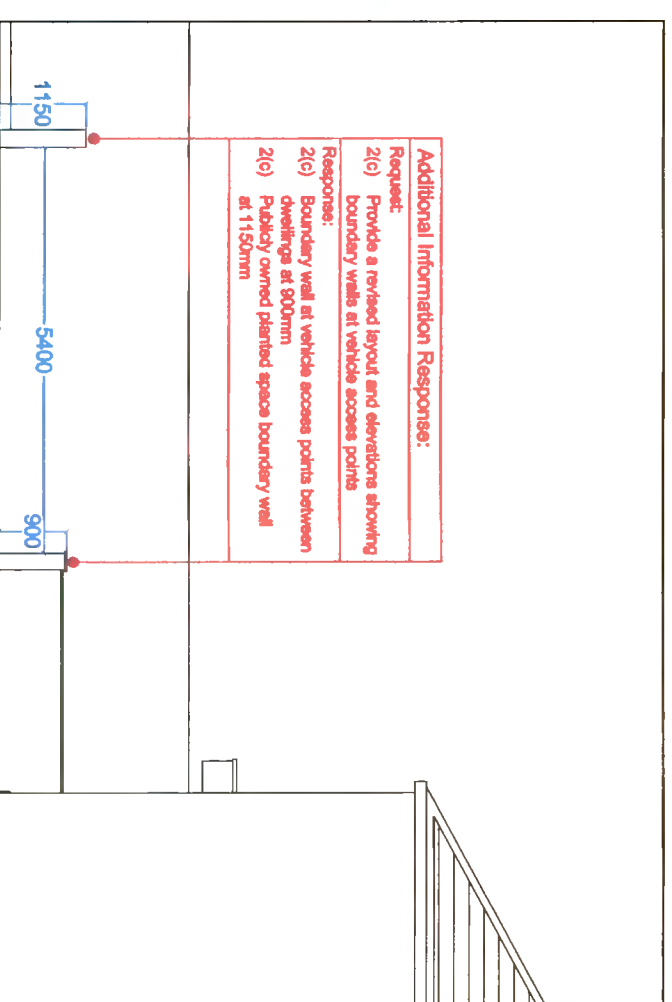 Additional Information Response:
Request:
2(c) Provide a revised layout and elevations showing
boundary walls at vehicle access points
Response:
2(c) Boundary wall at vehicle access points between
dwellings at 900mm
2(c) Publicly owned planted space boundary wall
at 1150mm
1150
5400
900